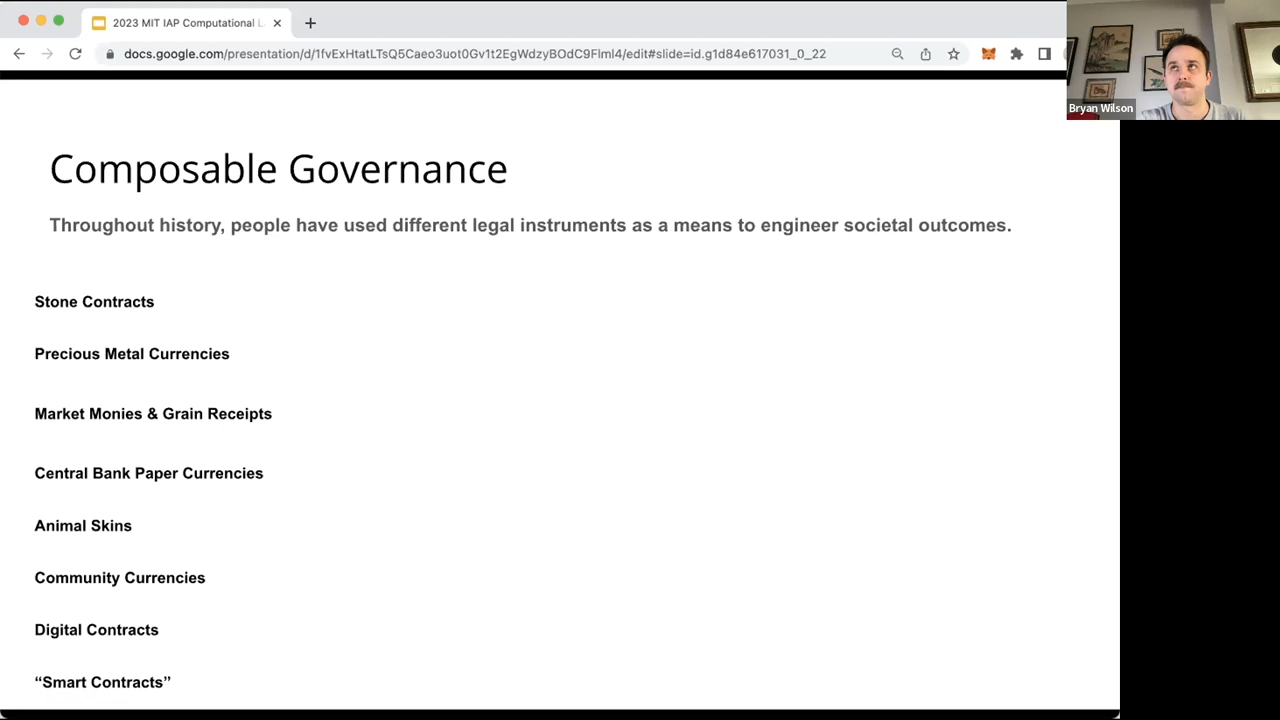 2023 MIT IAP Computational L
docs.google.com/presentation/d/1fvExHtatLTsQ5Caeo3uot0Gv1t2EgWdzyBOdC9Flml4/edit#slide=id.g1d84e617031_0_22
Bryan Wilson
Composable Governance
Throughout history, people have used different legal instruments as a means to engineer societal outcomes.
Stone Contracts
Precious Metal Currencies
Market Monies & Grain Receipts
Central Bank Paper Currencies
Animal Skins
Community Currencies
Digital Contracts
“Smart Contracts”